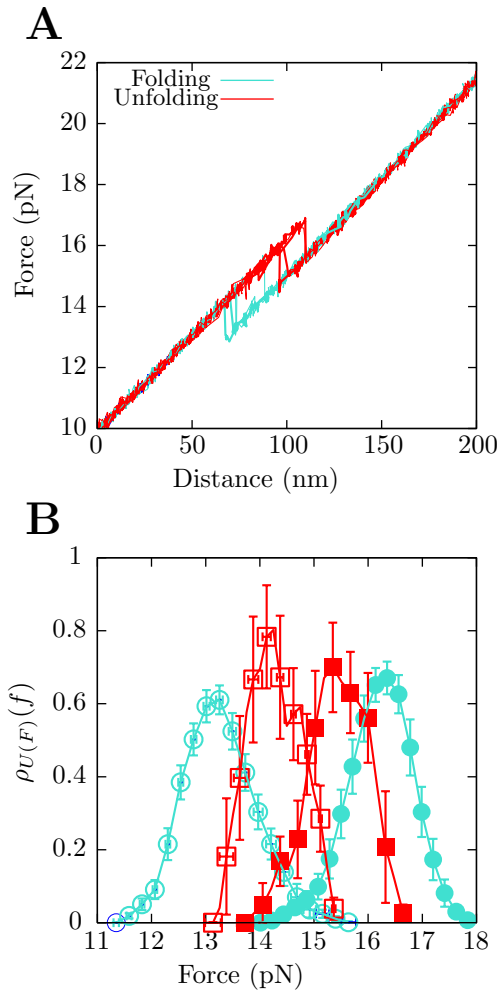 A
22
20
18
16
14
12
10
Force (pN)
Folding
Unfolding
0 50 100 150 200
Distance (nm)
B
1
0.8
0.6
0.4
0.2
0
ρU(F)(f)
11 12 13 14 15 16 17 18
Force (pN)